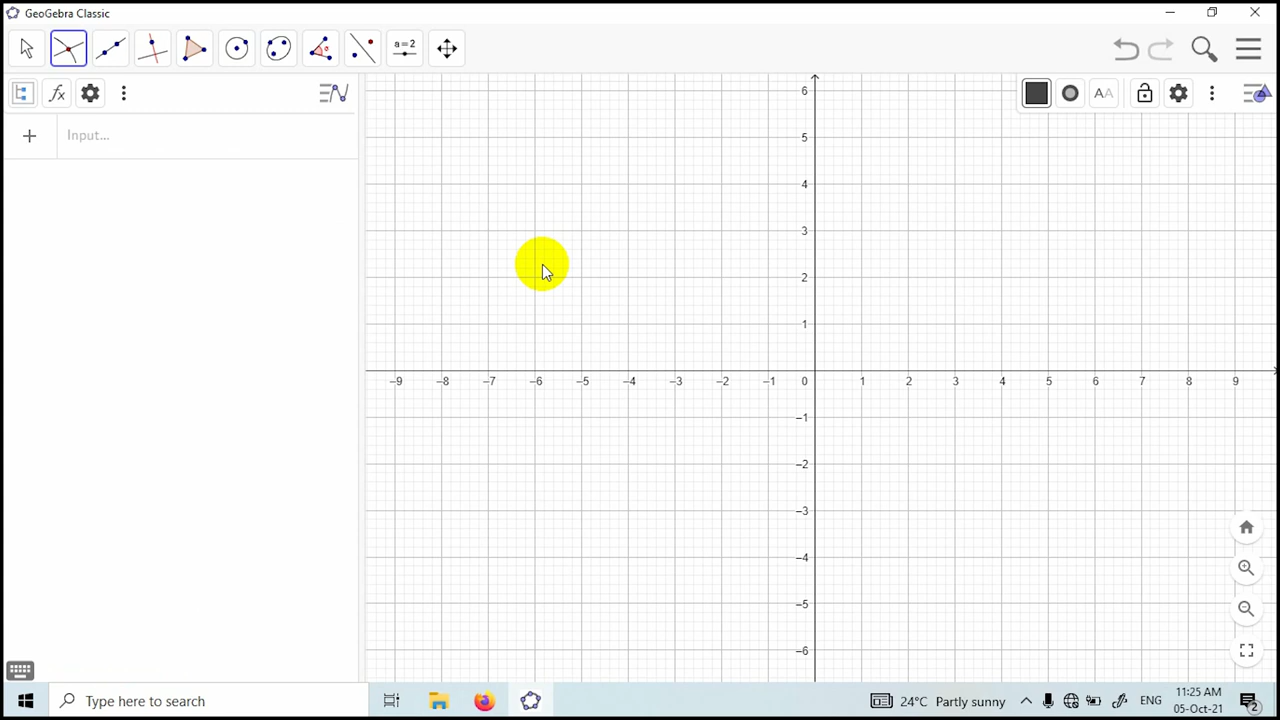 GeoGebra Classic
a=2
Input...
AA
6
5
4
3
2
1
−9 −8 −7 −6 −5 −4 −3 −2 −1 0 1 2 3 4 5 6 7 8 9
−1
−2
−3
−4
−5
−6
Type here to search
24°C Partly sunny
ENG
11:25 AM
05-Oct-21
2